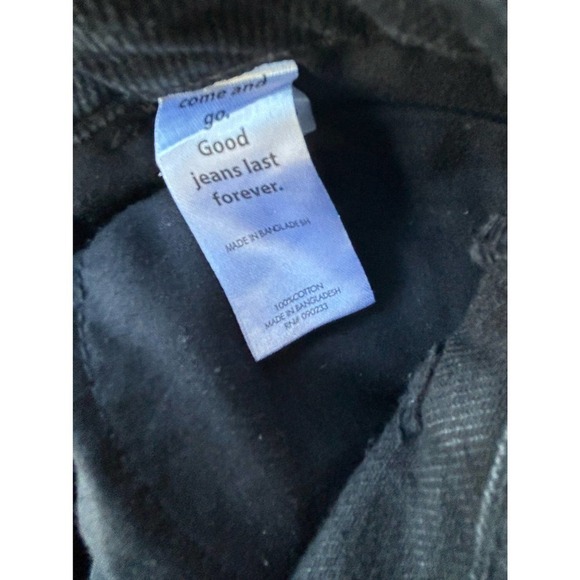 come and
go.
Good
jeans last
forever.
MADE IN BANGLADESH
100%COTTON
MADE IN BANGLADESH
RN# 090233